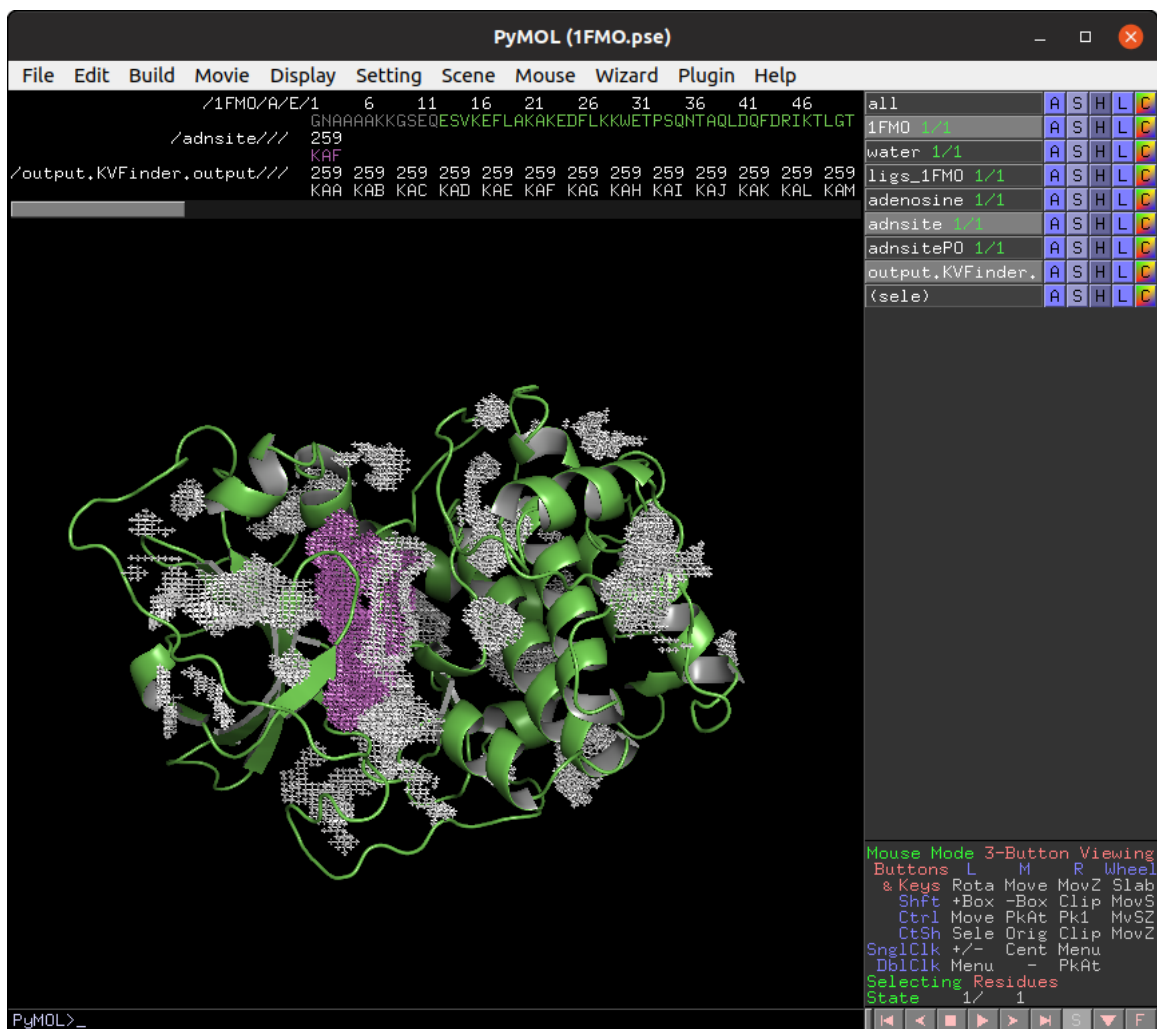 PyMOL (1FMO.pse)
File Edit Build Movie Display Setting Scene Mouse Wizard Plugin Help
/1FMO/A/E/1 6 11 16 21 26 31 36 41 46
GNAAAAKKGSEQESVKEFLAKAKEDFLKKWETPSQNTAQLDQFDRIKTLGT
/adnsite/// 259
KAF
/output.KVFinder.output/// 259 259 259 259 259 259 259 259 259 259 259 259 259
KAA KAB KAC KAD KAE KAF KAG KAH KAI KAJ KAK KAL KAM
all A S H L C
1FMO 1/1 A S H L C
water 1/1 A S H L C
ligs_1FMO 1/1 A S H L C
adenosine 1/1 A S H L C
adnsite 1/1 A S H L C
adnsitePO 1/1 A S H L C
output.KVFinder. A S H L C
(sele) A S H L C
Mouse Mode 3-Button Viewing
Buttons L M R Wheel
& Keys Rota Move MovZ Slab
Shft +Box -Box Clip MovS
Ctrl Move PkAt Pk1 MvSZ
CtSh Sele Orig Clip MovZ
SnglClk +/- Cent Menu
DblClk Menu - PkAt
Selecting Residues
State 1/ 1
S F
PyMOL>_